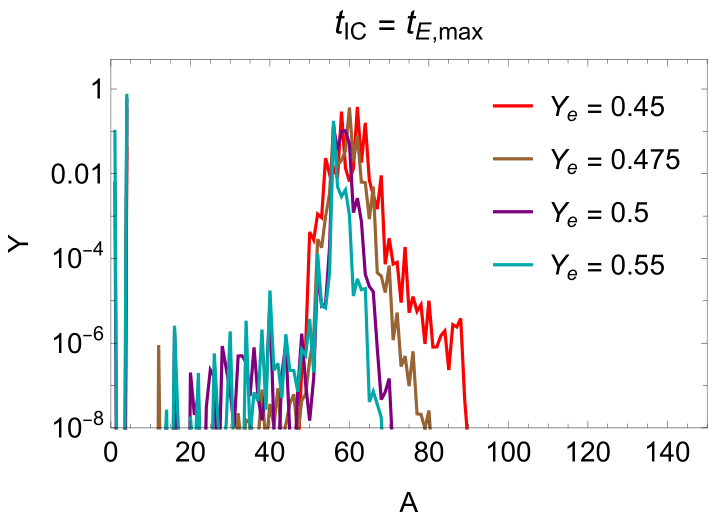 t_IC = t_E,max
Y
1
0.01
10^-4
10^-6
10^-8
Y_e = 0.45
Y_e = 0.475
Y_e = 0.5
Y_e = 0.55
0 20 40 60 80 100 120 140
A